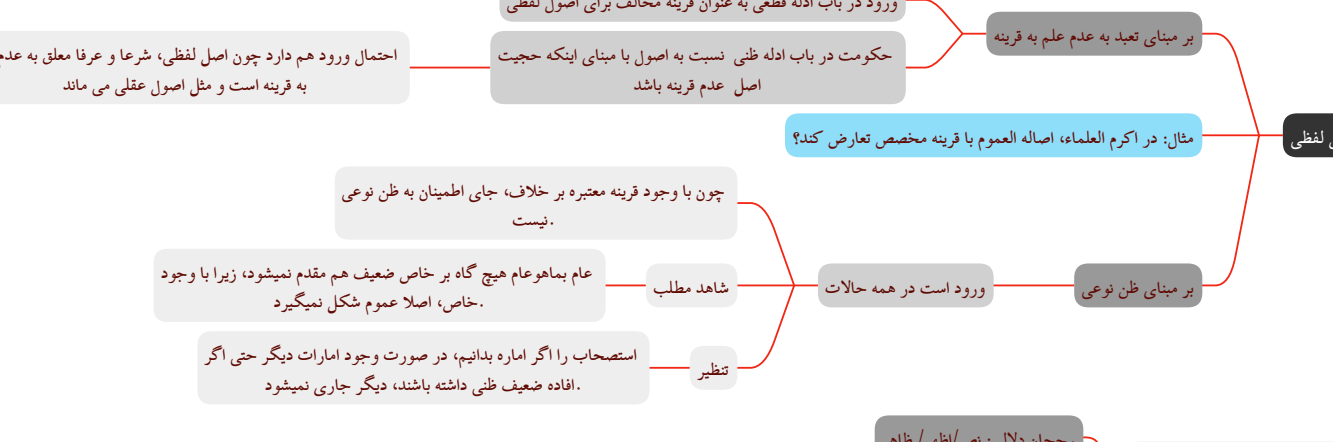 لفظی
بر مبنای تعبد به عدم علم به قرینه
ورود در باب ادله قطعی به عنوان قرینه مخالف برای اصول لفظی
حکومت در باب ادله ظنی نسبت به اصول با مبنای اینکه حجیت
اصل عدم قرینه باشد
احتمال ورود هم دارد چون اصل لفظی، شرعا و عرفا معلق به عدم
به قرینه است و مثل اصول عقلی می ماند
مثال: در اکرم العلماء، اصاله العموم با قرینه مخصص تعارض کند؟
بر مبنای ظن نوعی
ورود است در همه حالات
چون با وجود قرینه معتبره بر خلاف، جای اطمینان به ظن نوعی
نیست.
شاهد مطلب
عام بماهوعام هیچ گاه بر خاص ضعیف هم مقدم نمیشود، زیرا با وجود
خاص، اصلا عموم شکل نمیگیرد.
تنظیر
استصحاب را اگر اماره بدانیم، در صورت وجود امارات دیگر حتی اگر
افاده ضعیف ظنی داشته باشند، دیگر جاری نمیشود.